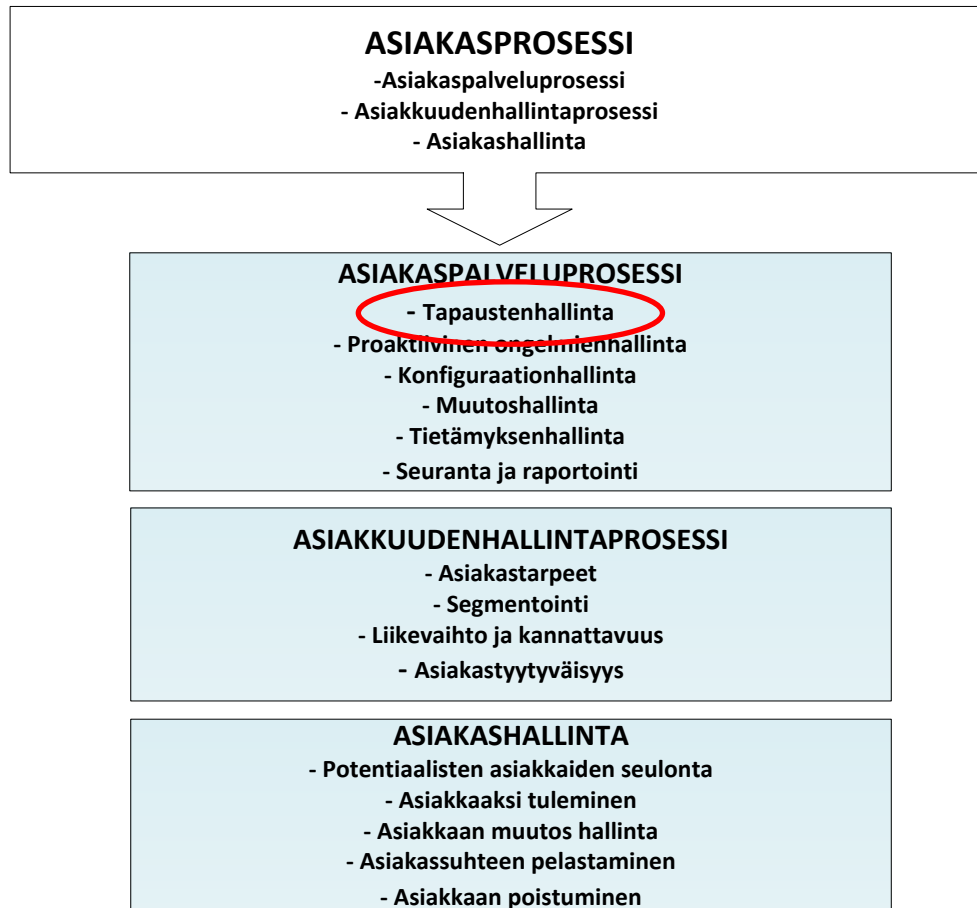 ASIAKASPROSESSI
-Asiakaspalveluprosessi
- Asiakkuudenhallintaprosessi
- Asiakashallinta
ASIAKASPALVELUPROSESSI
- Tapaustenhallinta
- Proaktiivinen ongelmienhallinta
- Konfiguraationhallinta
- Muutoshallinta
- Tietämyksenhallinta
- Seuranta ja raportointi
ASIAKKUUDENHALLINTAPROSESSI
- Asiakastarpeet
- Segmentointi
- Liikevaihto ja kannattavuus
- Asiakastyytyväisyys
ASIAKASHALLINTA
- Potentiaalisten asiakkaiden seulonta
- Asiakkaaksi tuleminen
- Asiakkaan muutos hallinta
- Asiakassuhteen pelastaminen
- Asiakkaan poistuminen